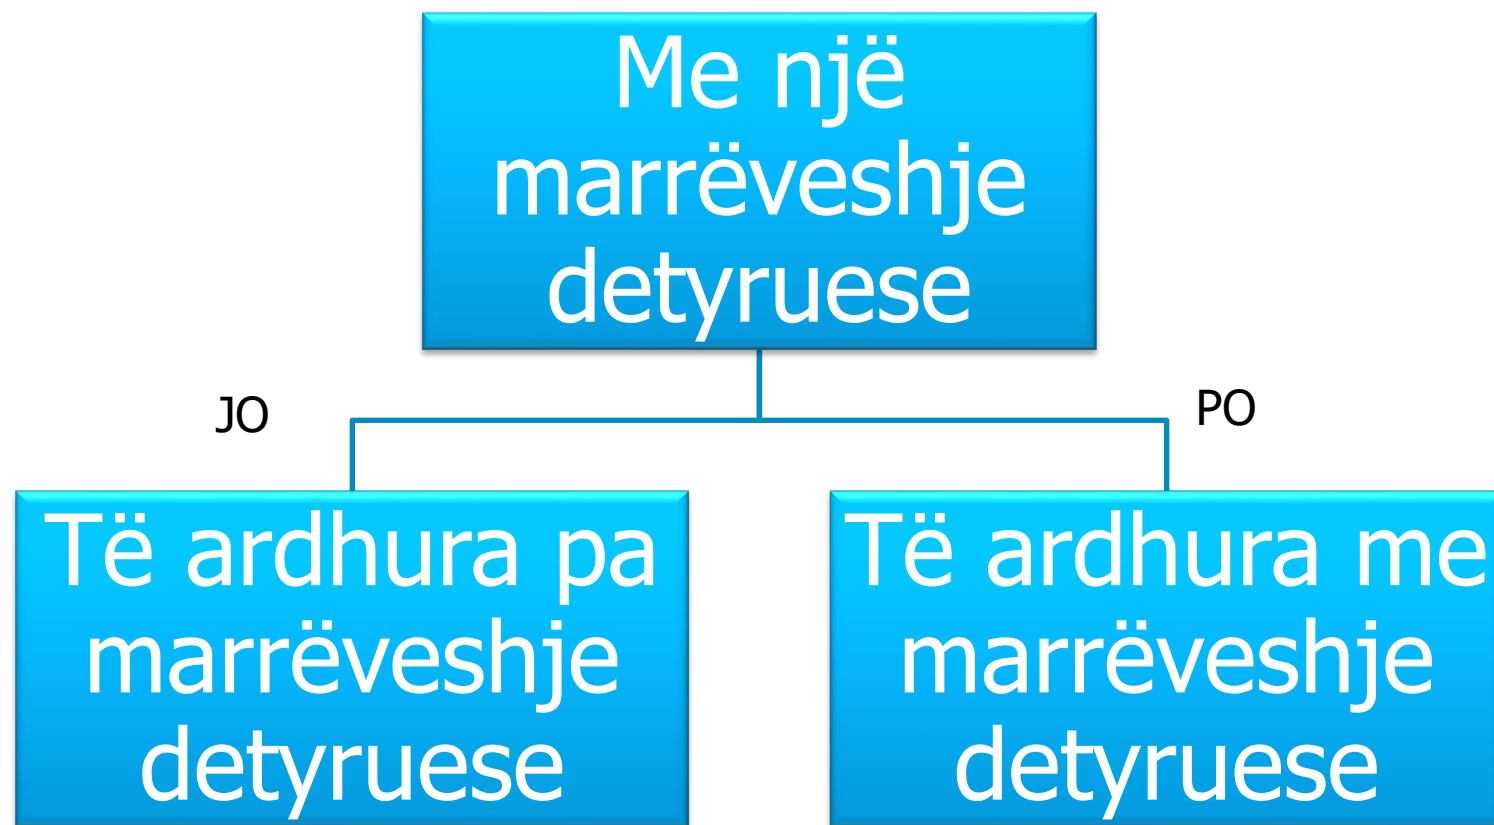 Me një
marrëveshje
detyruese
JO
PO
Të ardhura pa
marrëveshje
detyruese
Të ardhura me
marrëveshje
detyruese